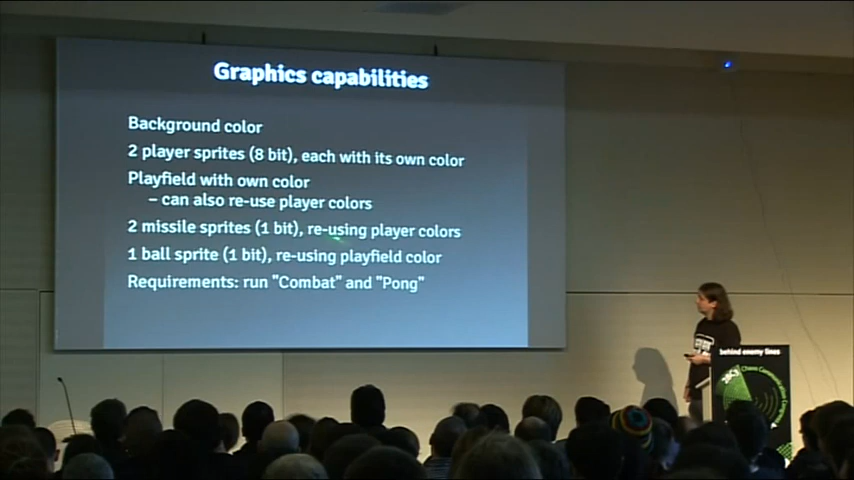 Graphics capabilities
Background color
2 player sprites (8 bit), each with its own color
Playfield with own color
– can also re-use player colors
2 missile sprites (1 bit), re-using player colors
1 ball sprite (1 bit), re-using playfield color
Requirements: run "Combat" and "Pong"
behind enemy lines